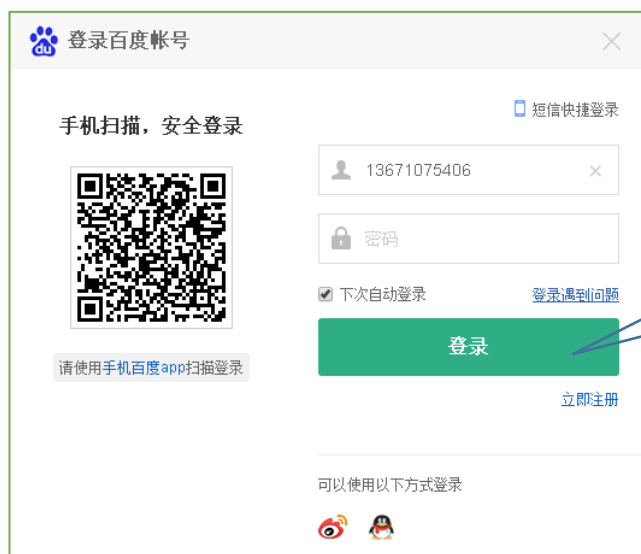 du 登录百度帐号
手机扫描，安全登录
请使用手机百度app扫描登录
短信快捷登录
13671075406
密码
下次自动登录 登录遇到问题
登录
立即注册
可以使用以下方式登录